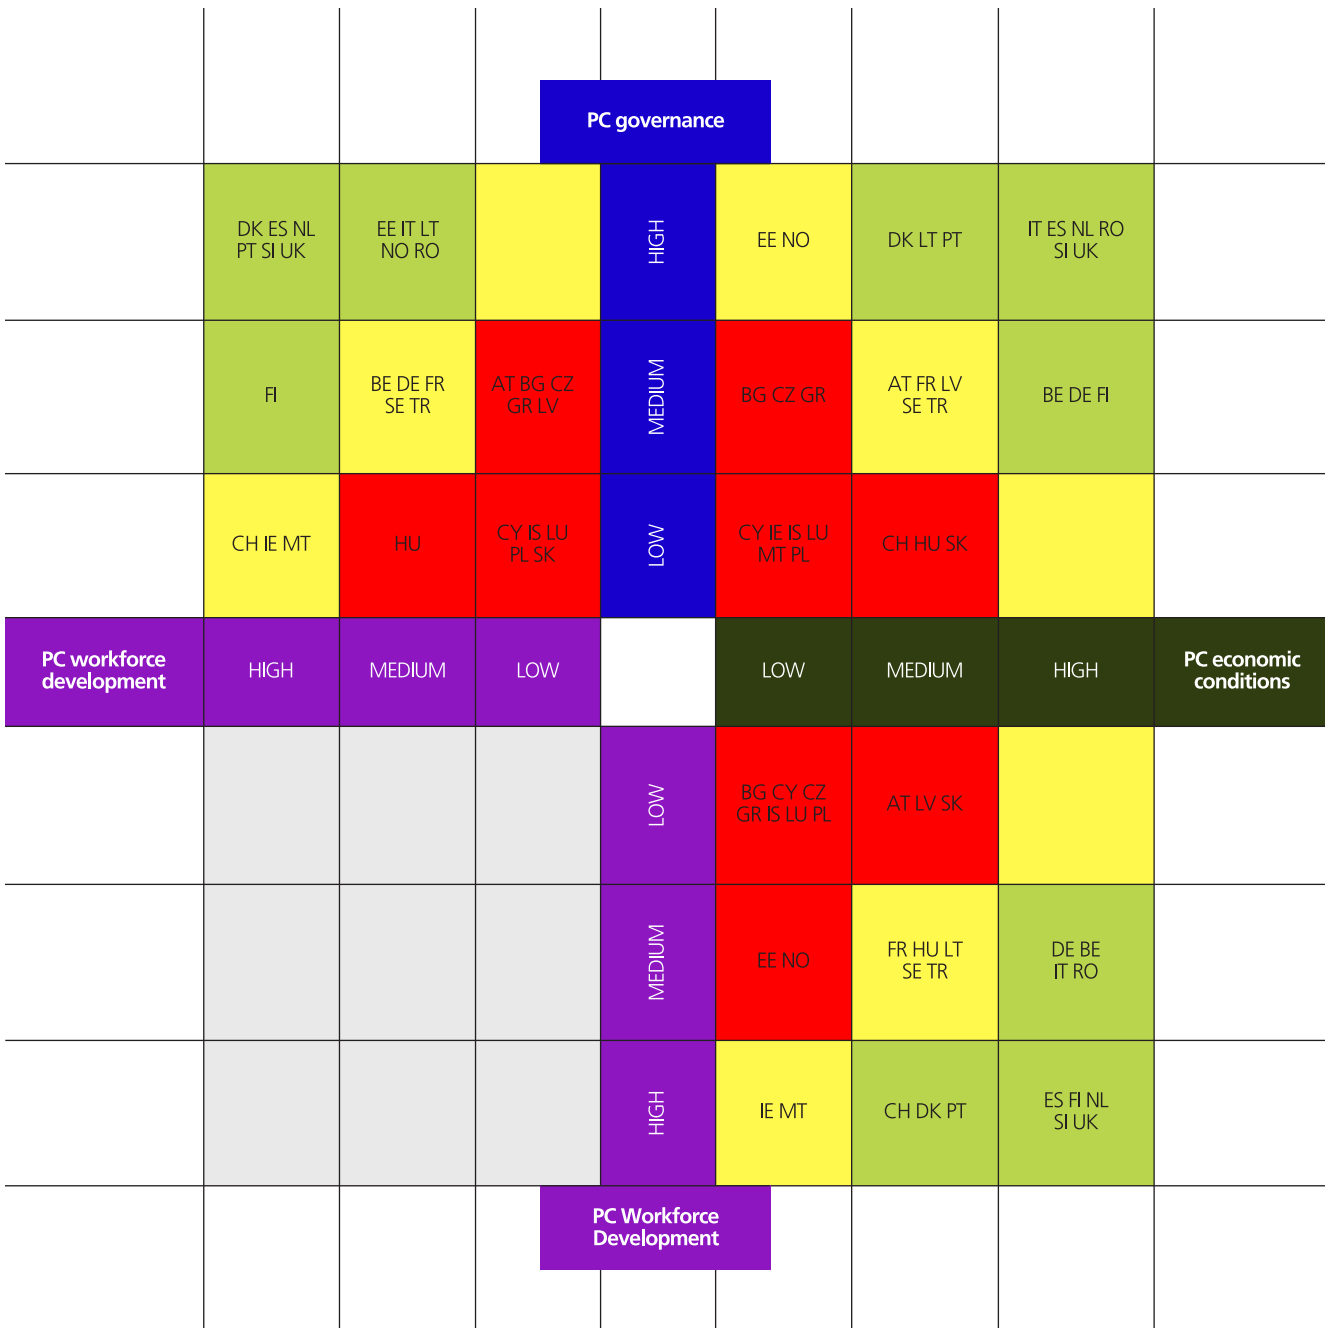 PC governance
DK ES NL
PT SI UK
EE IT LT
NO RO
HIGH
EE NO
DK LT PT
IT ES NL RO
SI UK
FI
BE DE FR
SE TR
AT BG CZ
GR LV
MEDIUM
BG CZ GR
AT FR LV
SE TR
BE DE FI
CH IE MT
HU
CY IS LU
PL SK
LOW
CY IE IS LU
MT PL
CH HU SK
PC workforce
development
HIGH
MEDIUM
LOW
LOW
MEDIUM
HIGH
PC economic
conditions
LOW
BG CY CZ
GR IS LU PL
AT LV SK
MEDIUM
EE NO
FR HU LT
SE TR
DE BE
IT RO
HIGH
IE MT
CH DK PT
ES FI NL
SI UK
PC Workforce
Development